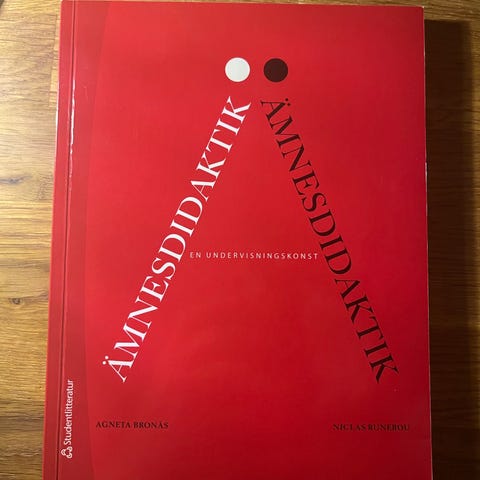 ÄMNESDIDAKTIK
ÄMNESDIDAKTIK
EN UNDERVISNINGSKONST
AGNETA BRONÄS
NICLAS RUNEBOU
Studentlitteratur